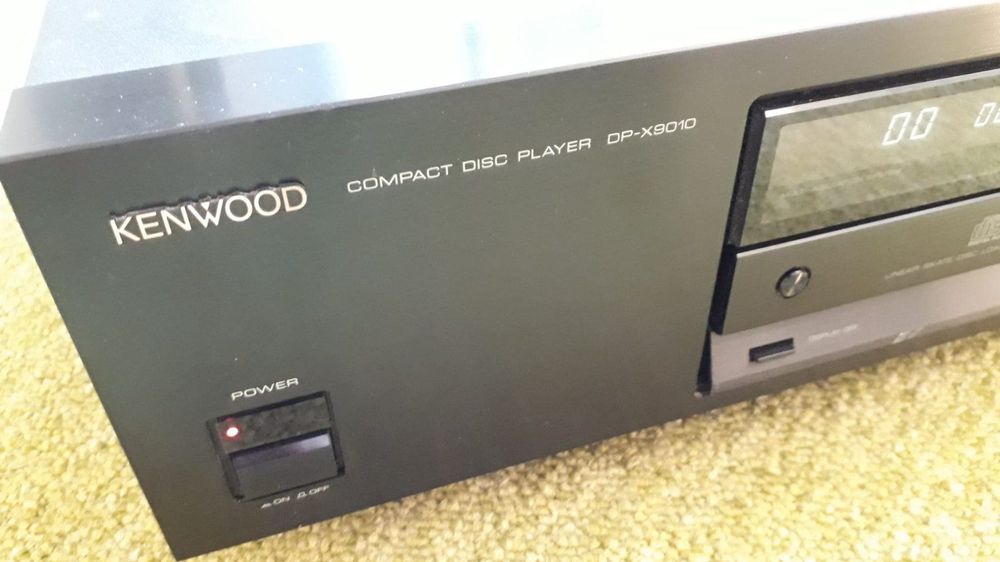 KENWOOD
COMPACT DISC PLAYER DP-X9010
00
POWER
ON OFF